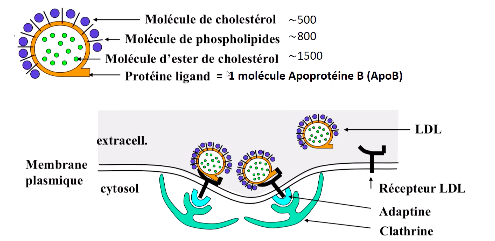 Molécule de cholestérol ~500
Molécule de phospholipides ~800
Molécule d'ester de cholestérol ~1500
Protéine ligand = 1 molécule Apoprotéine B (ApoB)
LDL
extracell.
Membrane
plasmique
cytosol
Récepteur LDL
Adaptine
Clathrine